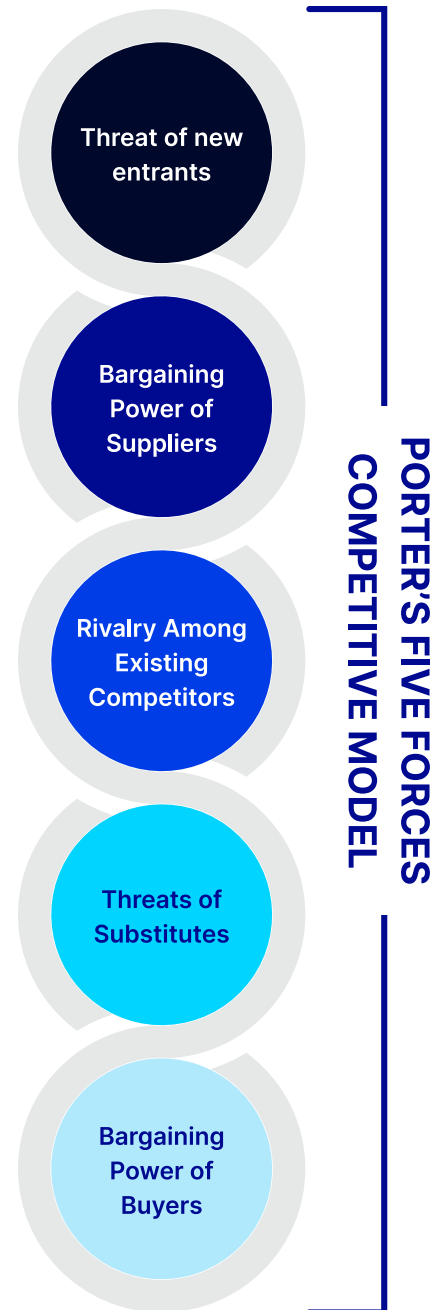 Threat of new
entrants
Bargaining
Power of
Suppliers
Rivalry Among
Existing
Competitors
Threats of
Substitutes
Bargaining
Power of
Buyers
PORTER'S FIVE FORCES
COMPETITIVE MODEL